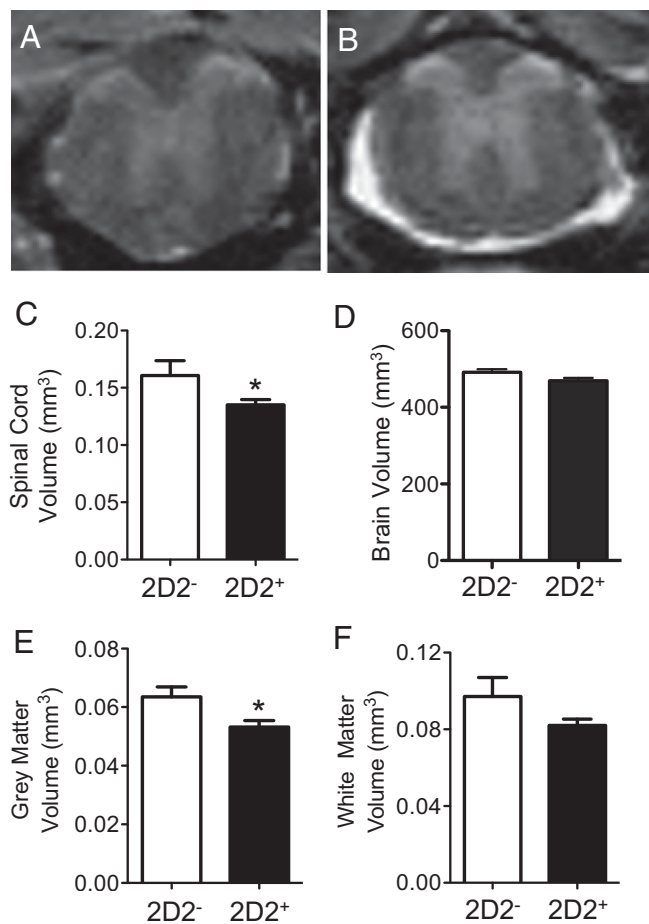 A
B
C
Spinal Cord
Volume (mm³)
0.20
0.15
0.10
0.05
0.00
2D2⁻ 2D2⁺
*
D
Brain Volume (mm³)
600
400
200
0
2D2⁻ 2D2⁺
E
Grey Matter
Volume (mm³)
0.08
0.06
0.04
0.02
0.00
2D2⁻ 2D2⁺
*
F
White Matter
Volume (mm³)
0.12
0.08
0.04
0.00
2D2⁻ 2D2⁺